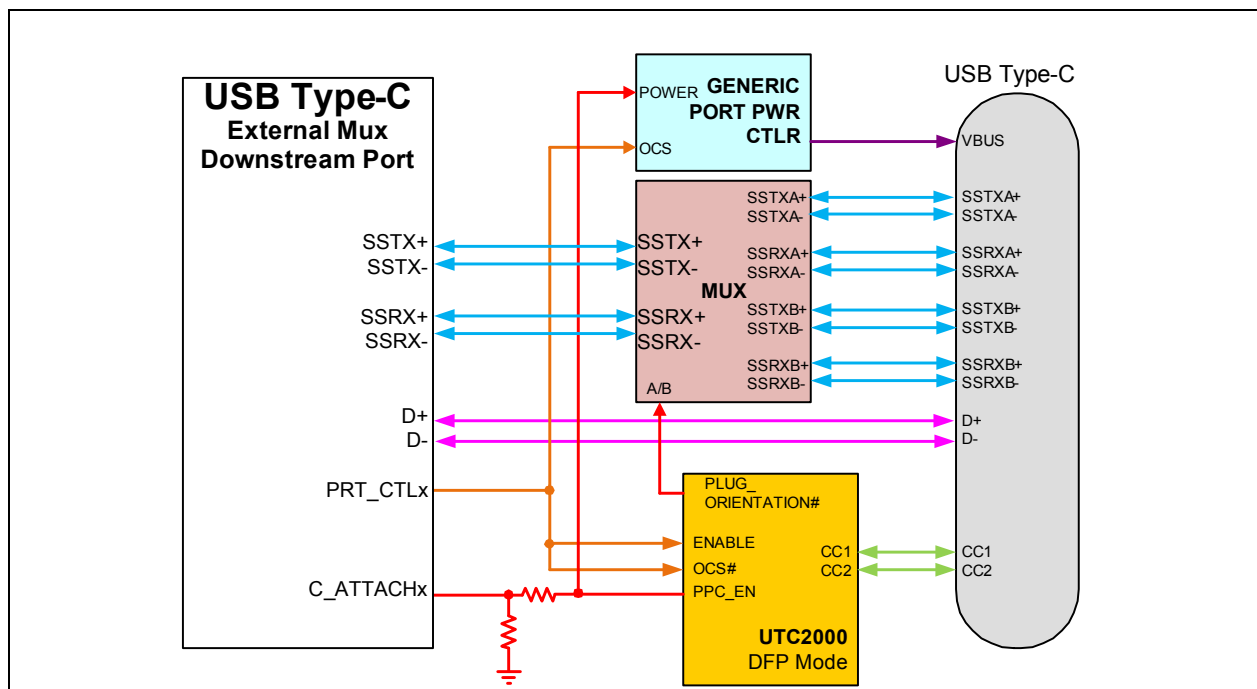 USB Type-C
External Mux
Downstream Port
SSTX+
SSTX-
SSRX+
SSRX-
D+
D-
PRT_CTLx
C_ATTACHx
GENERIC
PORT PWR
CTLR
POWER
OCS
SSTX+
SSTX-
SSRX+
SSRX-
MUX
A/B
SSTXA+
SSTXA-
SSRXA+
SSRXA-
SSTXB+
SSTXB-
SSRXB+
SSRXB-
PLUG_
ORIENTATION#
ENABLE
OCS#
PPC_EN
CC1
CC2
UTC2000
DFP Mode
USB Type-C
VBUS
SSTXA+
SSTXA-
SSRXA+
SSRXA-
SSTXB+
SSTXB-
SSRXB+
SSRXB-
D+
D-
CC1
CC2